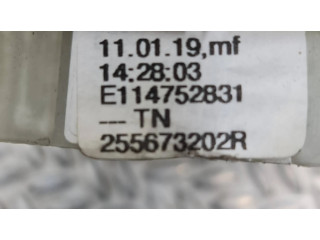 11.01.19,mf
14:28:03
E114752831
--- TN
255673202R